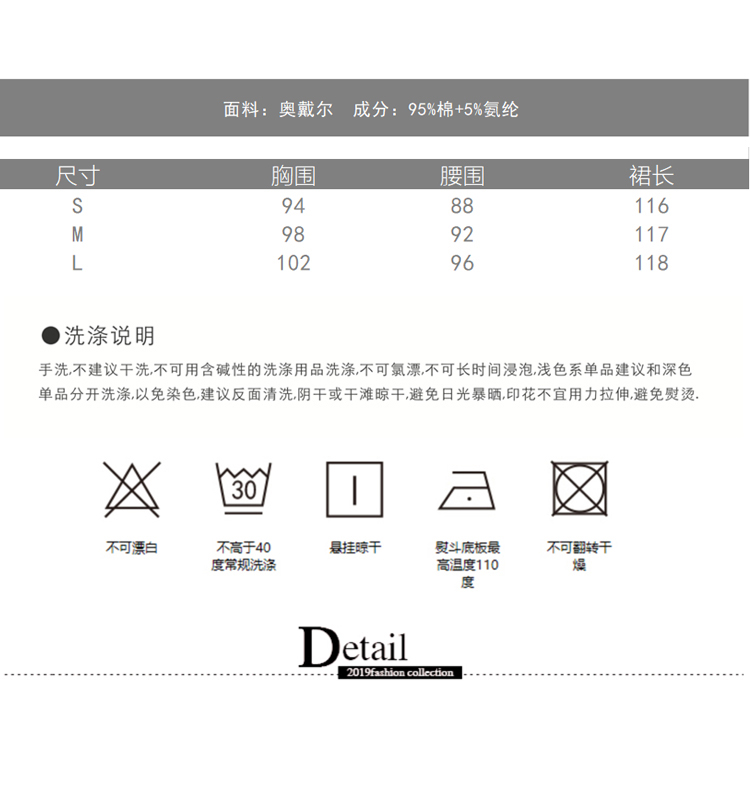 面料：奥戴尔 成分：95%棉+5%氨纶
尺寸 胸围 腰围 裙长
S 94 88 116
M 98 92 117
L 102 96 118
●洗涤说明
手洗,不建议干洗,不可用含碱性的洗涤用品洗涤,不可氯漂,不可长时间浸泡,浅色系单品建议和深色
单品分开洗涤,以免染色,建议反面清洗,阴干或干滩晾干,避免日光暴晒,印花不宜用力拉伸,避免熨烫.
30
不可漂白 不高于40 悬挂晾干 熨斗底板最 不可翻转干
度常规洗涤 高温度110 燥
度
Detail
2019fashion collection